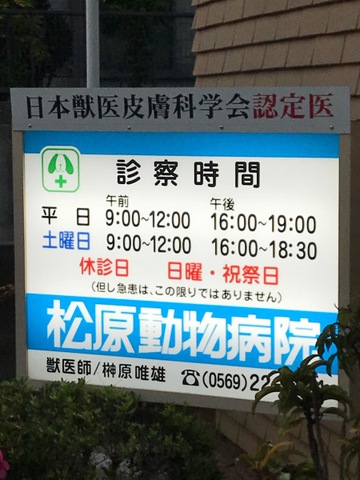 日本獣医皮膚科学会認定医
診察時間
午前 午後
平日 9:00~12:00 16:00~19:00
土曜日 9:00~12:00 16:00~18:30
休診日 日曜・祝祭日
(但し急患は、この限りではありません)
松原動物病院
獣医師/榊原唯雄 ☎(0569)22